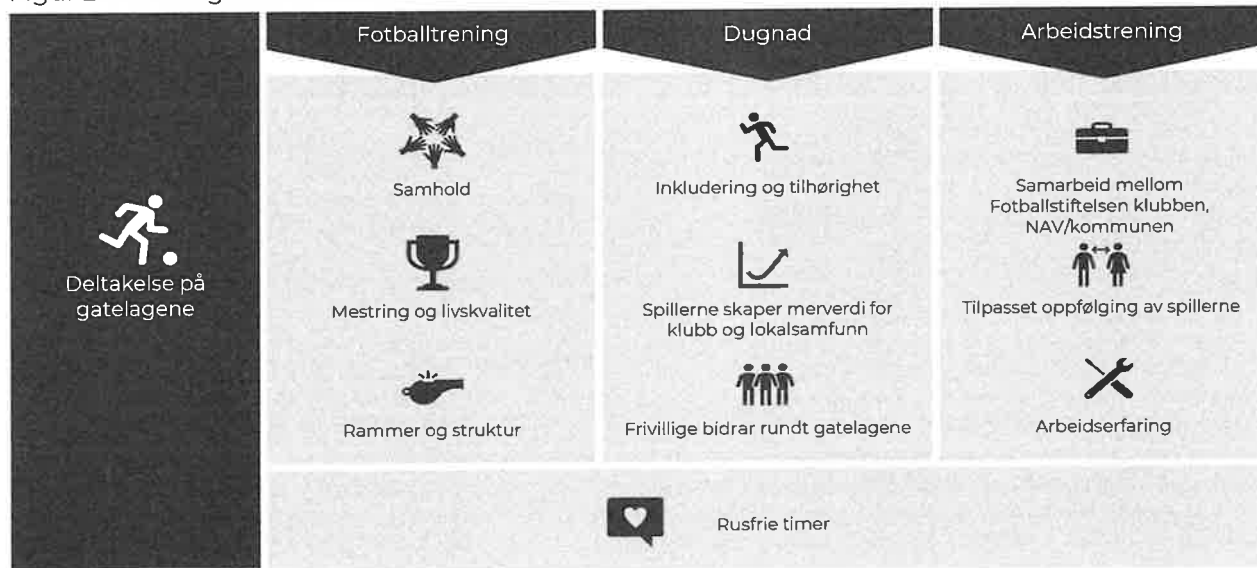 Deltakelse på
gatelagene
Fotballtrening
Samhold
Mestring og livskvalitet
Rammer og struktur
Dugnad
Inkludering og tilhørighet
Spillerne skaper merverdi for
klubb og lokalsamfunn
Frivillige bidrar rundt gatelagene
Arbeidstrening
Samarbeid mellom
Fotballstiftelsen klubben,
NAV/kommunen
Tilpasset oppfølging av spillerne
Arbeidserfaring
Rusfrie timer